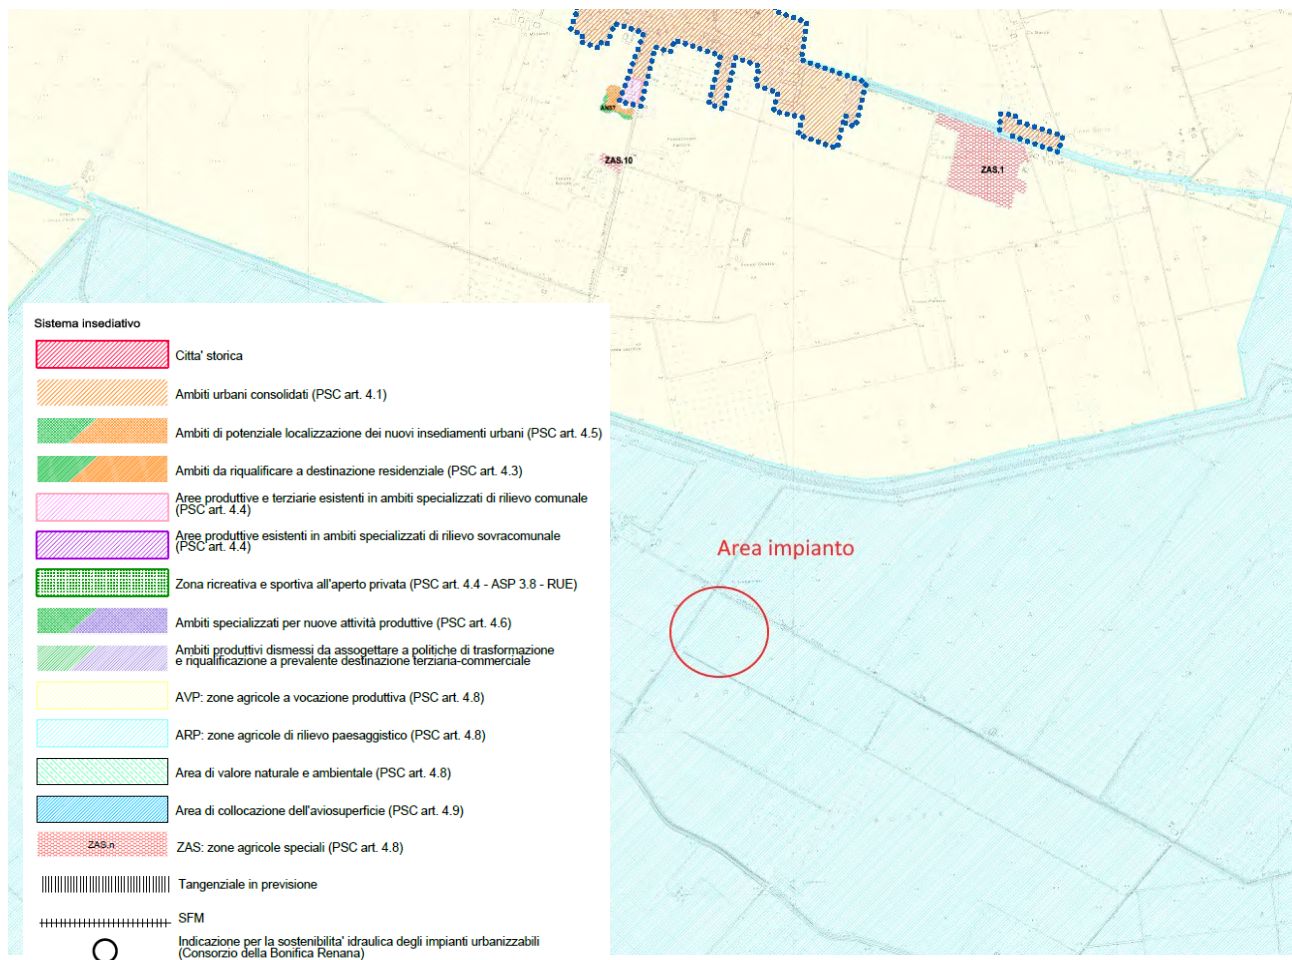 AN57
ZAS.10
ZAS.1
Area impianto
Sistema insediativo
Citta' storica
Ambiti urbani consolidati (PSC art. 4.1)
Ambiti di potenziale localizzazione dei nuovi insediamenti urbani (PSC art. 4.5)
Ambiti da riqualificare a destinazione residenziale (PSC art. 4.3)
Aree produttive e terziarie esistenti in ambiti specializzati di rilievo comunale
(PSC art. 4.4)
Aree produttive esistenti in ambiti specializzati di rilievo sovracomunale
(PSC art. 4.4)
Zona ricreativa e sportiva all'aperto privata (PSC art. 4.4 - ASP 3.8 - RUE)
Ambiti specializzati per nuove attività produttive (PSC art. 4.6)
Ambiti produttivi dismessi da assogettare a politiche di trasformazione
e riqualificazione a prevalente destinazione terziaria-commerciale
AVP: zone agricole a vocazione produttiva (PSC art. 4.8)
ARP: zone agricole di rilievo paesaggistico (PSC art. 4.8)
Area di valore naturale e ambientale (PSC art. 4.8)
Area di collocazione dell'aviosuperficie (PSC art. 4.9)
ZAS.n
ZAS: zone agricole speciali (PSC art. 4.8)
Tangenziale in previsione
SFM
Indicazione per la sostenibilita' idraulica degli impianti urbanizzabili
(Consorzio della Bonifica Renana)